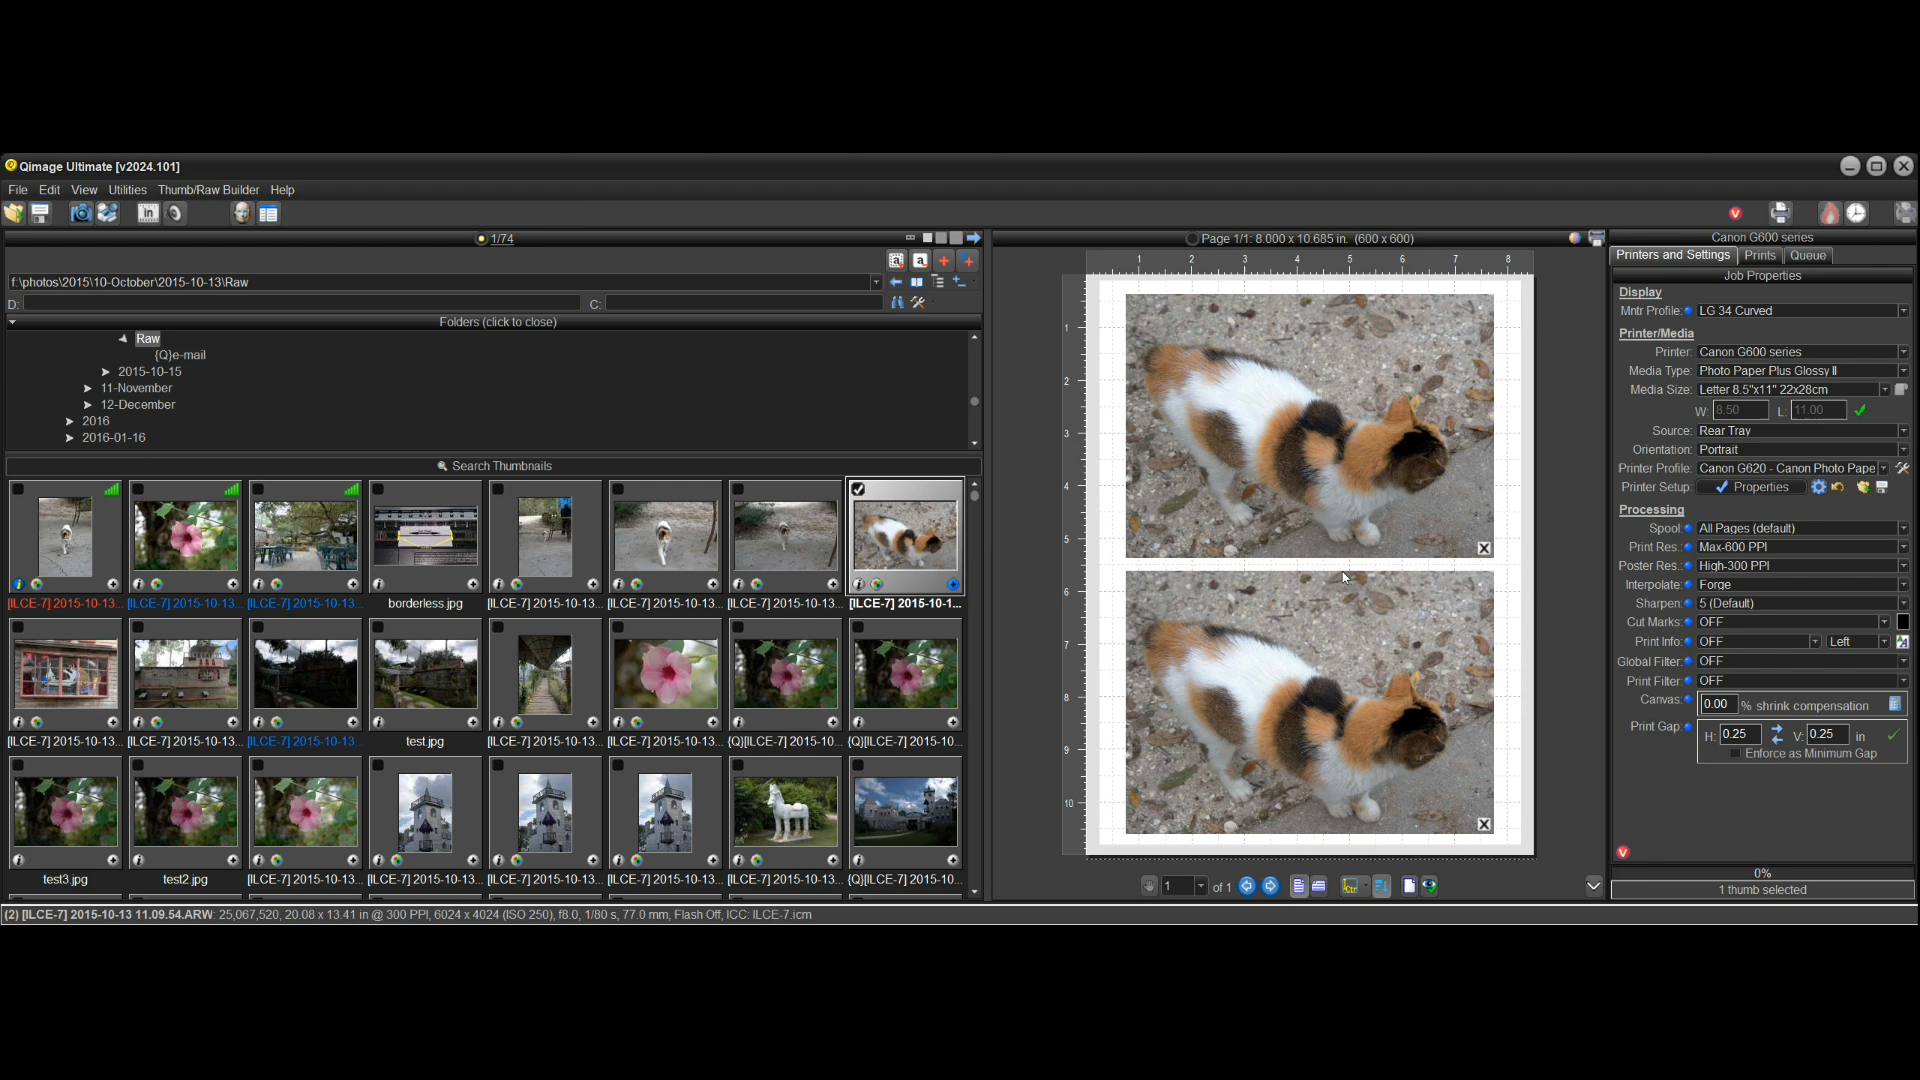 Qimage Ultimate [v2024.101]
File Edit View Utilities Thumb/Raw Builder Help
1/74
f:\photos\2015\10-October\2015-10-13\Raw
D: C:
Folders (click to close)
Raw
{Q}e-mail
2015-10-15
11-November
12-December
2016
2016-01-16
Search Thumbnails
[ILCE-7] 2015-10-13... [ILCE-7] 2015-10-13... [ILCE-7] 2015-10-13... borderless.jpg [ILCE-7] 2015-10-13... [ILCE-7] 2015-10-13... [ILCE-7] 2015-10-13... [ILCE-7] 2015-10-1...
[ILCE-7] 2015-10-13... [ILCE-7] 2015-10-13... [ILCE-7] 2015-10-13... test.jpg [ILCE-7] 2015-10-13... [ILCE-7] 2015-10-13... {Q}[ILCE-7] 2015-10... {Q}[ILCE-7] 2015-10...
test3.jpg test2.jpg [ILCE-7] 2015-10-13... [ILCE-7] 2015-10-13... [ILCE-7] 2015-10-13... [ILCE-7] 2015-10-13... [ILCE-7] 2015-10-13... {Q}[ILCE-7] 2015-10...
Page 1/1: 8.000 x 10.685 in. (600 x 600)
1 2 3 4 5 6 7 8
1
2
3
4
5
6
7
8
9
10
1 of 1
Canon G600 series
Printers and Settings Prints Queue
Job Properties
Display
Mntr Profile: LG 34 Curved
Printer/Media
Printer: Canon G600 series
Media Type: Photo Paper Plus Glossy II
Media Size: Letter 8.5"x11" 22x28cm
W: 8.50 L: 11.00
Source: Rear Tray
Orientation: Portrait
Printer Profile: Canon G620 - Canon Photo Pape
Printer Setup: Properties
Processing
Spool: All Pages (default)
Print Res.: Max-600 PPI
Poster Res.: High-300 PPI
Interpolate: Forge
Sharpen: 5 (Default)
Cut Marks: OFF
Print Info: OFF Left
Global Filter: OFF
Print Filter: OFF
Canvas: 0.00 % shrink compensation
Print Gap: H: 0.25 V: 0.25 in
Enforce as Minimum Gap
0%
1 thumb selected
(2) [ILCE-7] 2015-10-13 11.09.54.ARW: 25,067,520, 20.08 x 13.41 in @ 300 PPI, 6024 x 4024 (ISO 250), f8.0, 1/80 s, 77.0 mm, Flash Off, ICC: ILCE-7.icm